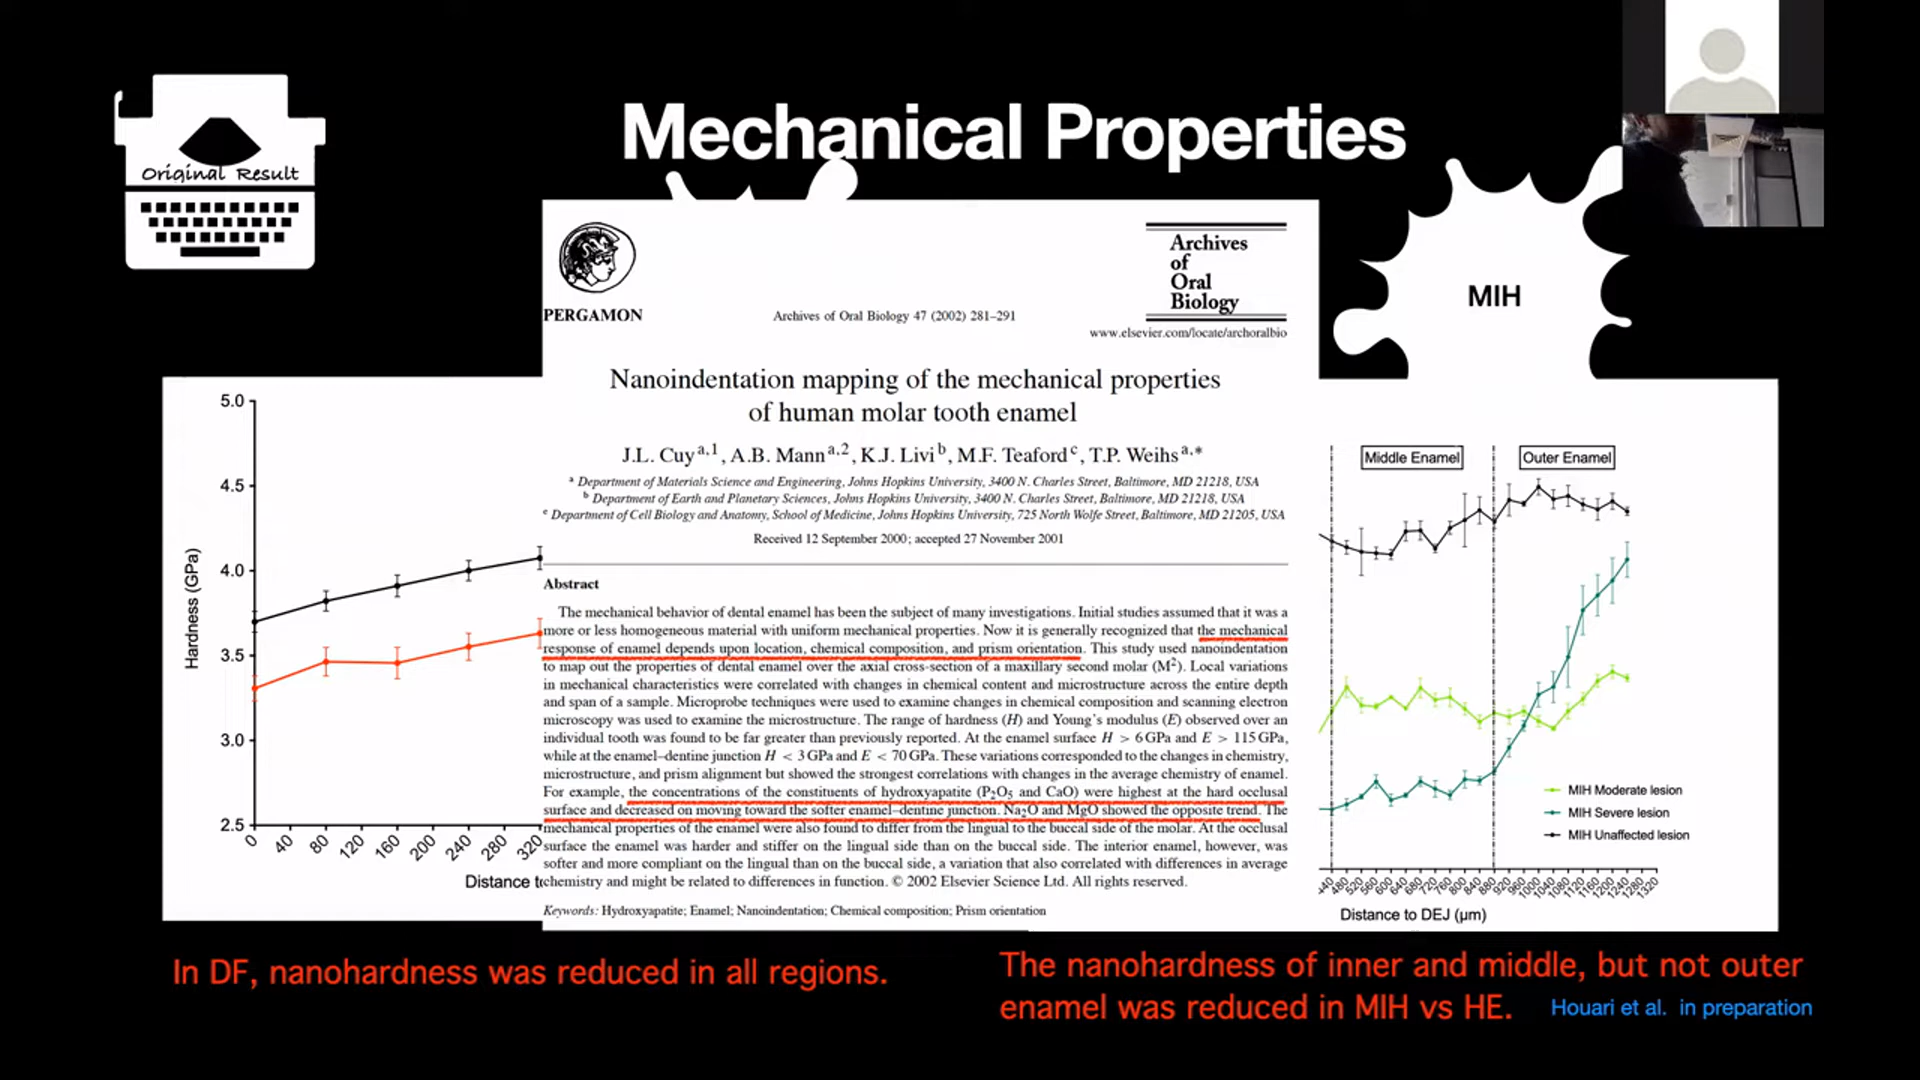 Mechanical Properties
Original Result
MIH
PERGAMON
Archives of Oral Biology 47 (2002) 281–291
Archives
of
Oral
Biology
www.elsevier.com/locate/archoralbio
Nanoindentation mapping of the mechanical properties
of human molar tooth enamel
J.L. Cuy a,1, A.B. Mann a,2, K.J. Livi b, M.F. Teaford c, T.P. Weihs a,*
a Department of Materials Science and Engineering, Johns Hopkins University, 3400 N. Charles Street, Baltimore, MD 21218, USA
b Department of Earth and Planetary Sciences, Johns Hopkins University, 3400 N. Charles Street, Baltimore, MD 21218, USA
c Department of Cell Biology and Anatomy, School of Medicine, Johns Hopkins University, 725 North Wolfe Street, Baltimore, MD 21205, USA
Received 12 September 2000; accepted 27 November 2001
Abstract
The mechanical behavior of dental enamel has been the subject of many investigations. Initial studies assumed that it was a
more or less homogeneous material with uniform mechanical properties. Now it is generally recognized that the mechanical
response of enamel depends upon location, chemical composition, and prism orientation. This study used nanoindentation
to map out the properties of dental enamel over the axial cross-section of a maxillary second molar (M²). Local variations
in mechanical characteristics were correlated with changes in chemical content and microstructure across the entire depth
and span of a sample. Microprobe techniques were used to examine changes in chemical composition and scanning electron
microscopy was used to examine the microstructure. The range of hardness (H) and Young's modulus (E) observed over an
individual tooth was found to be far greater than previously reported. At the enamel surface H > 6 GPa and E > 115 GPa,
while at the enamel–dentine junction H < 3 GPa and E < 70 GPa. These variations corresponded to the changes in chemistry,
microstructure, and prism alignment but showed the strongest correlations with changes in the average chemistry of enamel.
For example, the concentrations of the constituents of hydroxyapatite (P₂O₅ and CaO) were highest at the hard occlusal
surface and decreased on moving toward the softer enamel–dentine junction. Na₂O and MgO showed the opposite trend. The
mechanical properties of the enamel were also found to differ from the lingual to the buccal side of the molar. At the occlusal
surface the enamel was harder and stiffer on the lingual side than on the buccal side. The interior enamel, however, was
softer and more compliant on the lingual than on the buccal side, a variation that also correlated with differences in average
chemistry and might be related to differences in function. © 2002 Elsevier Science Ltd. All rights reserved.
Keywords: Hydroxyapatite; Enamel; Nanoindentation; Chemical composition; Prism orientation
Hardness (GPa)
5.0
4.5
4.0
3.5
3.0
2.5
0 40 80 120 160 200 240 280 320
Distance t
Middle Enamel
Outer Enamel
MIH Moderate lesion
MIH Severe lesion
MIH Unaffected lesion
480 520 560 600 640 680 720 760 800 840 880 920 960 1000 1040 1080 1120 1160 1200 1240 1280 1320
Distance to DEJ (µm)
In DF, nanohardness was reduced in all regions.
The nanohardness of inner and middle, but not outer
enamel was reduced in MIH vs HE.
Houari et al. in preparation